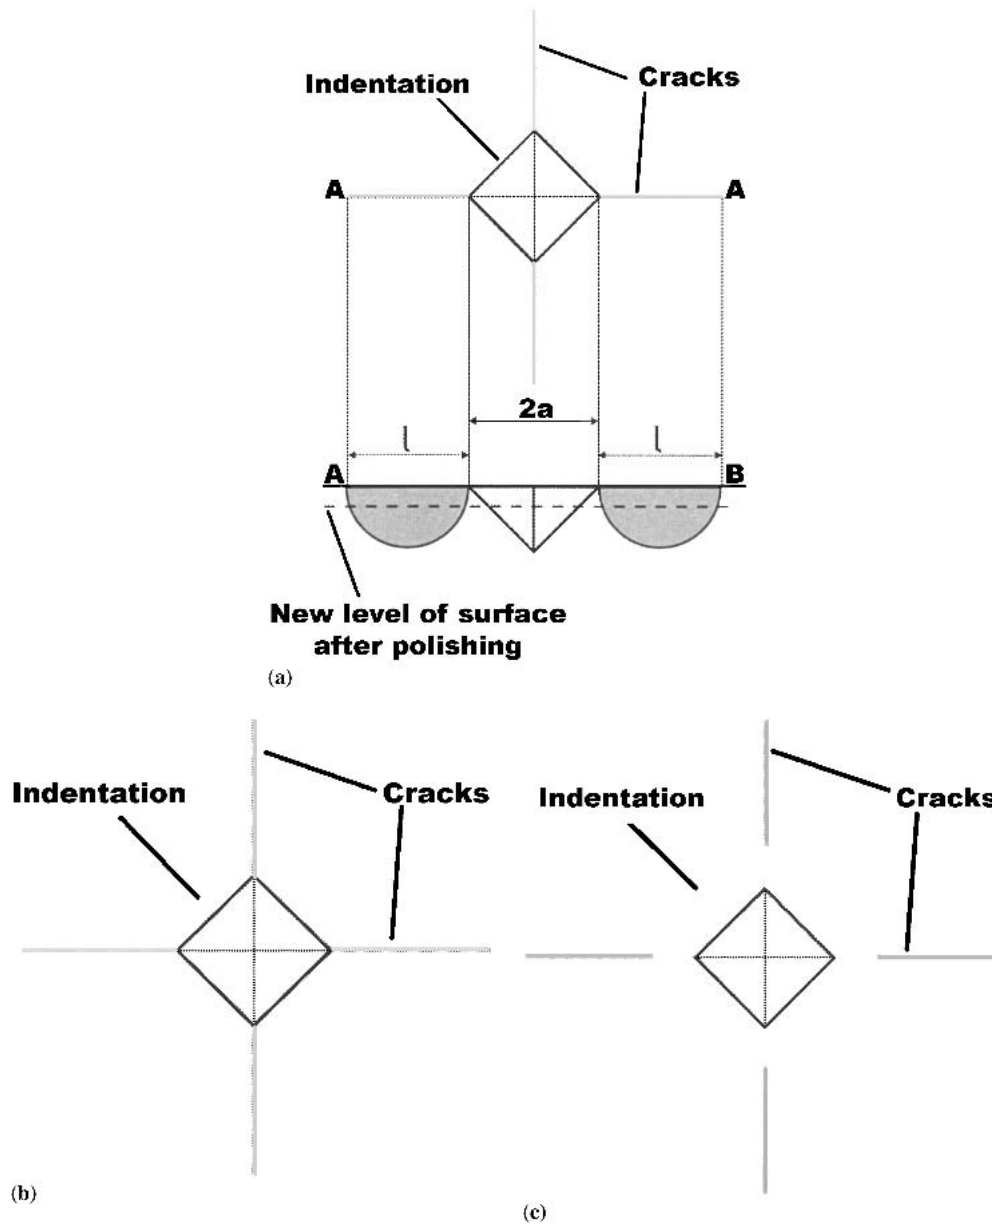 Indentation
Cracks
A
A
2a
l
l
A
B
New level of surface
after polishing
(a)
Indentation
Cracks
(b)
Indentation
Cracks
(c)